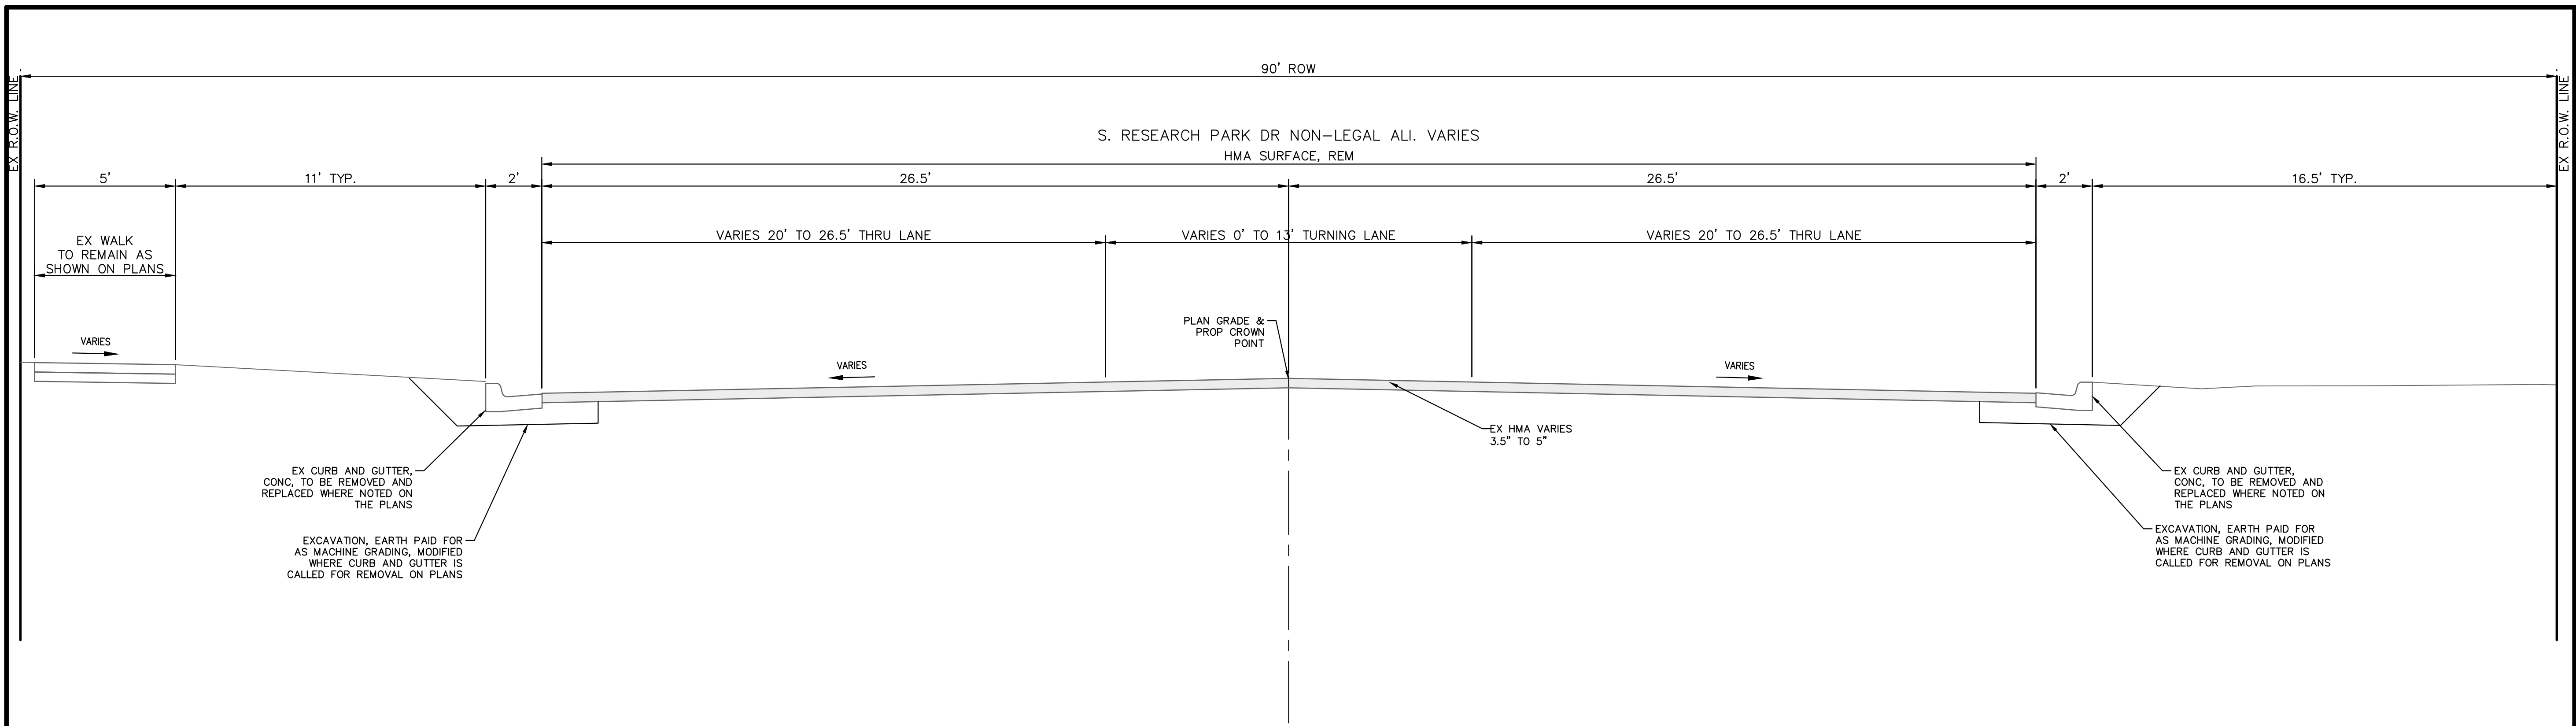 90' ROW
EX R.O.W. LINE
EX R.O.W. LINE
S. RESEARCH PARK DR NON-LEGAL ALI. VARIES
HMA SURFACE, REM
5'
11' TYP.
2'
26.5'
26.5'
2'
16.5' TYP.
EX WALK
TO REMAIN AS
SHOWN ON PLANS
VARIES 20' TO 26.5' THRU LANE
VARIES 0' TO 13' TURNING LANE
VARIES 20' TO 26.5' THRU LANE
PLAN GRADE &
PROP CROWN
POINT
VARIES
VARIES
VARIES
EX HMA VARIES
3.5" TO 5"
EX CURB AND GUTTER,
CONC, TO BE REMOVED AND
REPLACED WHERE NOTED ON
THE PLANS
EXCAVATION, EARTH PAID FOR
AS MACHINE GRADING, MODIFIED
WHERE CURB AND GUTTER IS
CALLED FOR REMOVAL ON PLANS
EX CURB AND GUTTER,
CONC, TO BE REMOVED AND
REPLACED WHERE NOTED ON
THE PLANS
EXCAVATION, EARTH PAID FOR
AS MACHINE GRADING, MODIFIED
WHERE CURB AND GUTTER IS
CALLED FOR REMOVAL ON PLANS